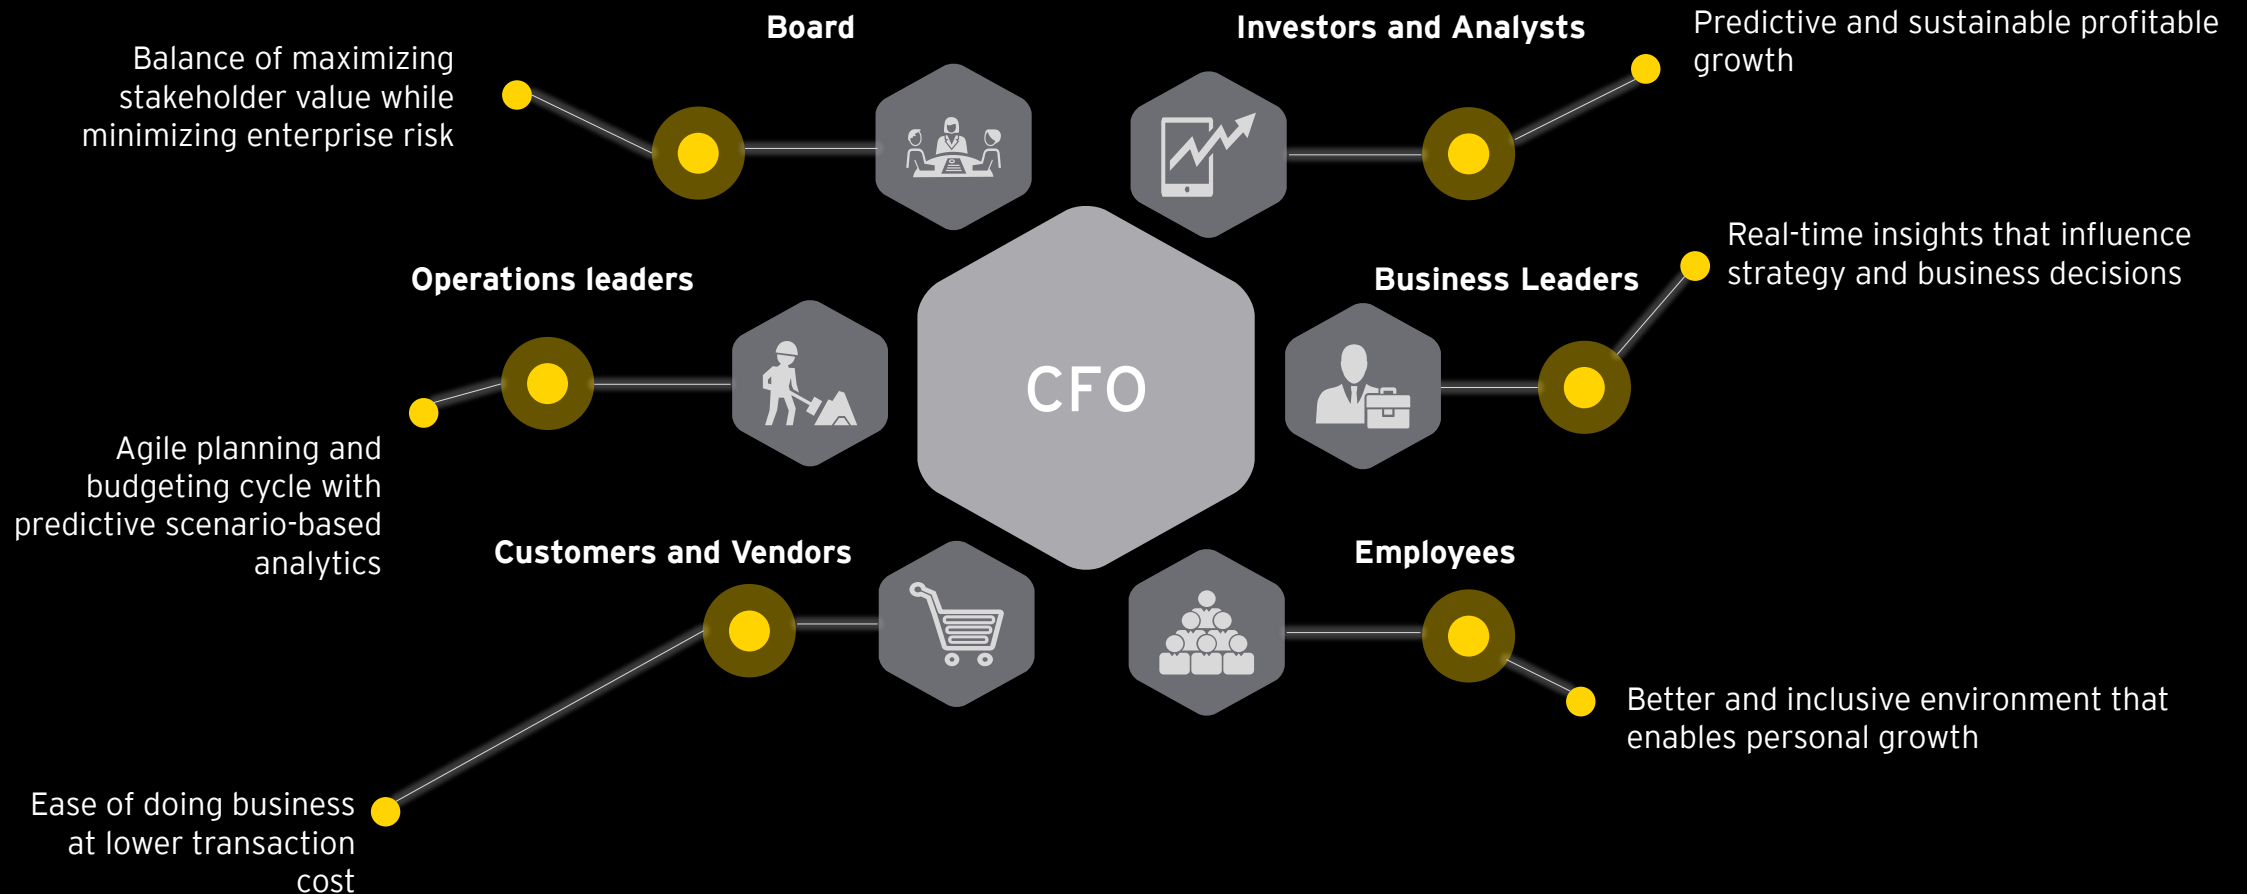 Board
Balance of maximizing
stakeholder value while
minimizing enterprise risk
Investors and Analysts
Predictive and sustainable profitable
growth
Operations leaders
Agile planning and
budgeting cycle with
predictive scenario-based
analytics
CFO
Business Leaders
Real-time insights that influence
strategy and business decisions
Customers and Vendors
Ease of doing business
at lower transaction
cost
Employees
Better and inclusive environment that
enables personal growth